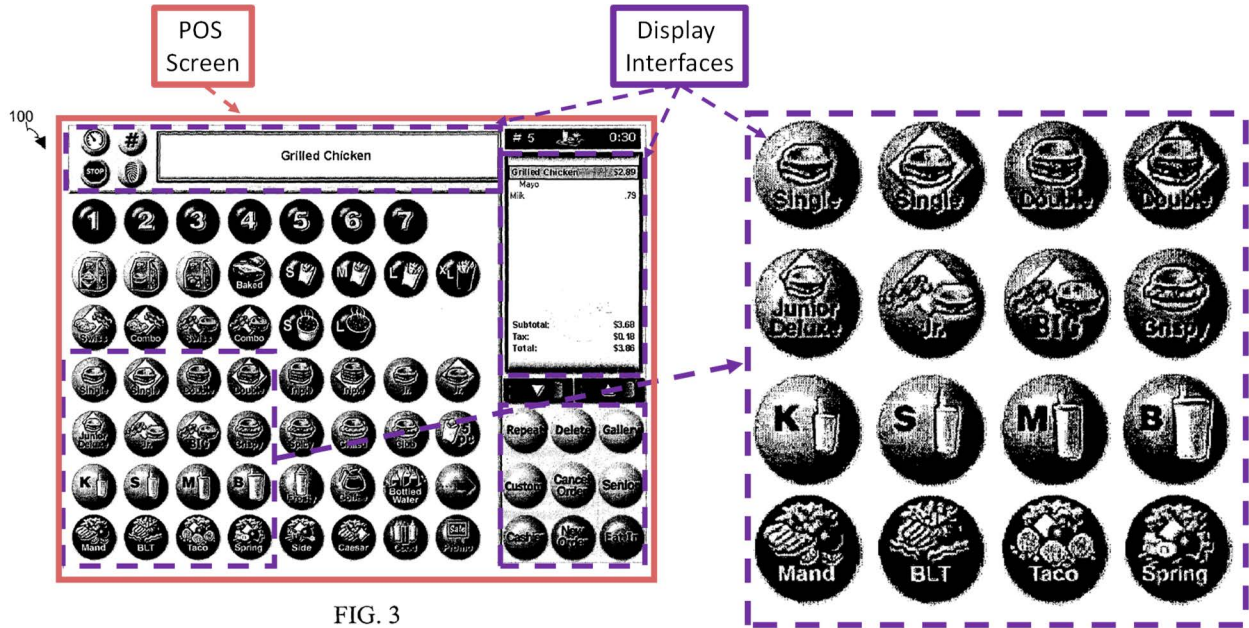 POS
Screen
Display
Interfaces
100
#
STOP
Grilled Chicken
# 5
0:30
Grilled Chicken $2.89
Mayo
Milk .79
Subtotal: $3.68
Tax: $0.18
Total: $3.86
1 2 3 4 5 6 7
Baked S M L XL
Swiss Combo Swiss Combo S L
Single Single Double Double Triple Triple Jr. Jr.
Junior
Deluxe Jr. BIG Crispy Spicy Club
K S M B Frosty Coffee Bottled
Water
Mand BLT Taco Spring Side Caesar Promo
Sale
Repeat Delete Gallery
Custom Cancel
Order Senior
Cashier New
Order Eat In
Single Single Double Double
Junior
Deluxe Jr. BIG Crispy
K S M B
Mand BLT Taco Spring
FIG. 3